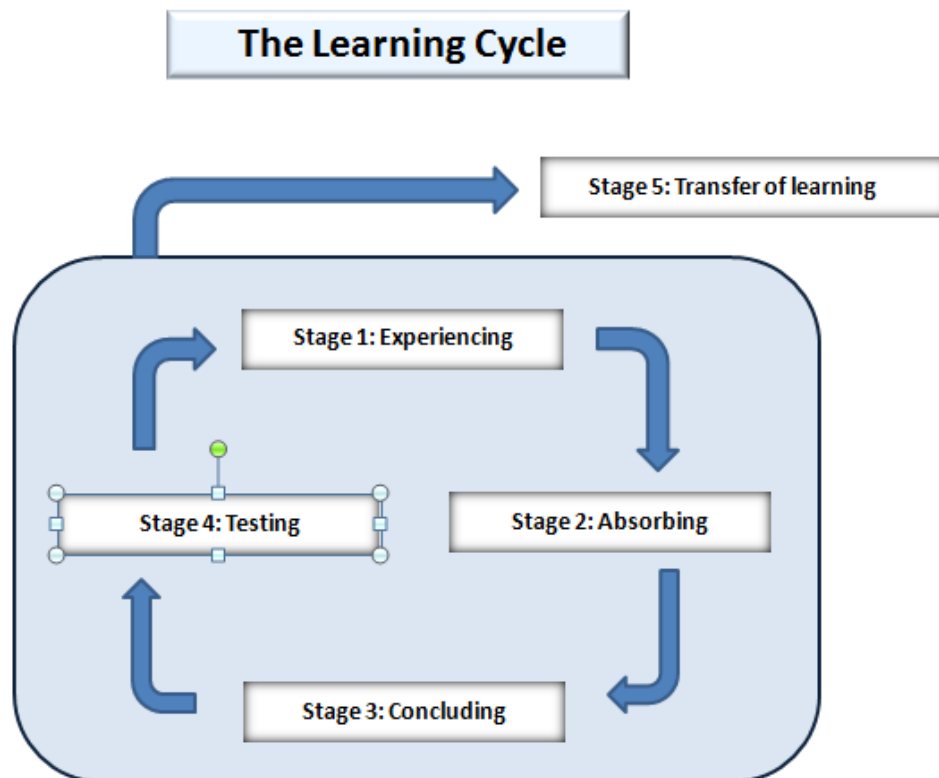 The Learning Cycle
Stage 5: Transfer of learning
Stage 1: Experiencing
Stage 4: Testing
Stage 2: Absorbing
Stage 3: Concluding